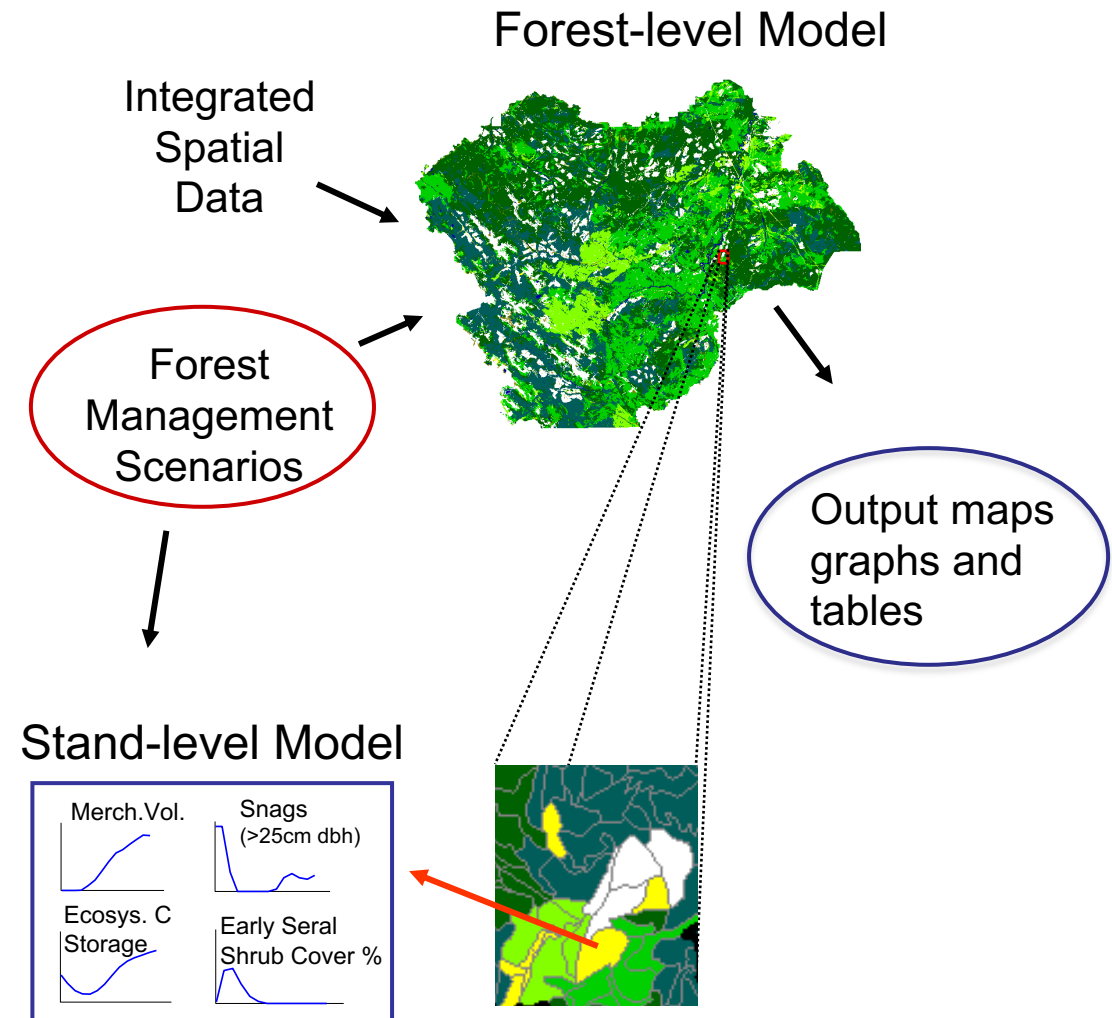 Forest-level Model
Integrated
Spatial
Data
Forest
Management
Scenarios
Output maps
graphs and
tables
Stand-level Model
Merch.Vol.
Snags
(>25cm dbh)
Ecosys. C
Storage
Early Seral
Shrub Cover %